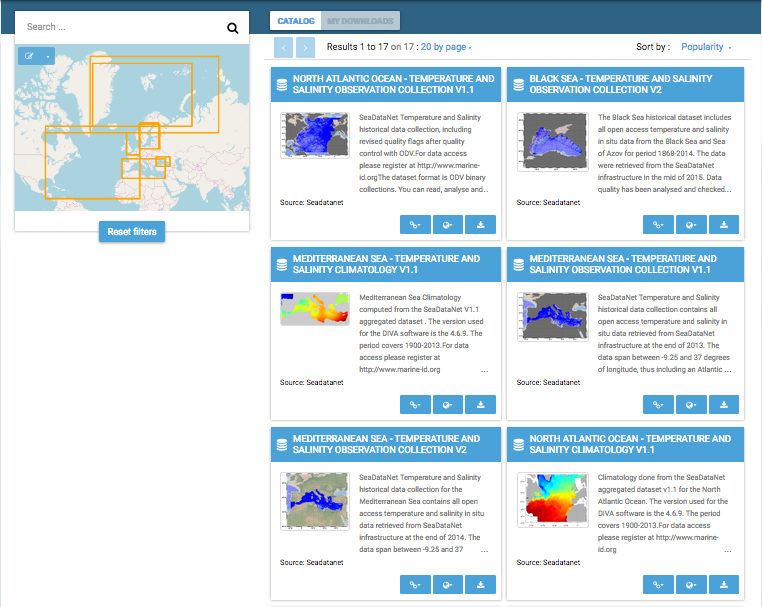 Search ...
CATALOG MY DOWNLOADS
Results 1 to 17 on 17 : 20 by page
Sort by : Popularity
Reset filters
NORTH ATLANTIC OCEAN - TEMPERATURE AND
SALINITY OBSERVATION COLLECTION V1.1
SeaDataNet Temperature and Salinity
historical data collection, including
revised quality flags after quality
control with ODV.For data access
please register at http://www.marine-
id.orgThe dataset format is ODV binary
collections. You can read, analyse and...
Source: Seadatanet
BLACK SEA - TEMPERATURE AND SALINITY
OBSERVATION COLLECTION V2
The Black Sea historical dataset includes
all open access temperature and salinity
in situ data from the Black Sea and Sea
of Azov for period 1868-2014. The data
were retrieved from the SeaDataNet
infrastructure in the mid of 2015. Data
quality has been analysed and checked...
Source: Seadatanet
MEDITERRANEAN SEA - TEMPERATURE AND
SALINITY CLIMATOLOGY V1.1
Mediterranean Sea Climatology
computed from the SeaDataNet V1.1
aggregated dataset . The version used
for the DIVA software is the 4.6.9. The
period covers 1900-2013.For data
access please register at
http://www.marine-id.org ...
Source: Seadatanet
MEDITERRANEAN SEA - TEMPERATURE AND
SALINITY OBSERVATION COLLECTION V1.1
SeaDataNet Temperature and Salinity
historical data collection contains all
open access temperature and salinity in
situ data retrieved from SeaDataNet
infrastructure at the end of 2013. The
data span between -9.25 and 37 degrees
of longitude, thus including an Atlantic ...
Source: Seadatanet
MEDITERRANEAN SEA - TEMPERATURE AND
SALINITY OBSERVATION COLLECTION V2
SeaDataNet Temperature and Salinity
historical data collection for the
Mediterranean Sea contains all open
access temperature and salinity in situ
data retrieved from SeaDataNet
infrastructure at the end of 2014. The
data span between -9.25 and 37 ...
Source: Seadatanet
NORTH ATLANTIC OCEAN - TEMPERATURE AND
SALINITY CLIMATOLOGY V1.1
Climatology done from the SeaDataNet
aggregated dataset v1.1 for the North
Atlantic Ocean. The version used for the
DIVA software is the 4.6.9. The period
covers 1900-2013.For data access
please register at http://www.marine-
id.org ...
Source: Seadatanet